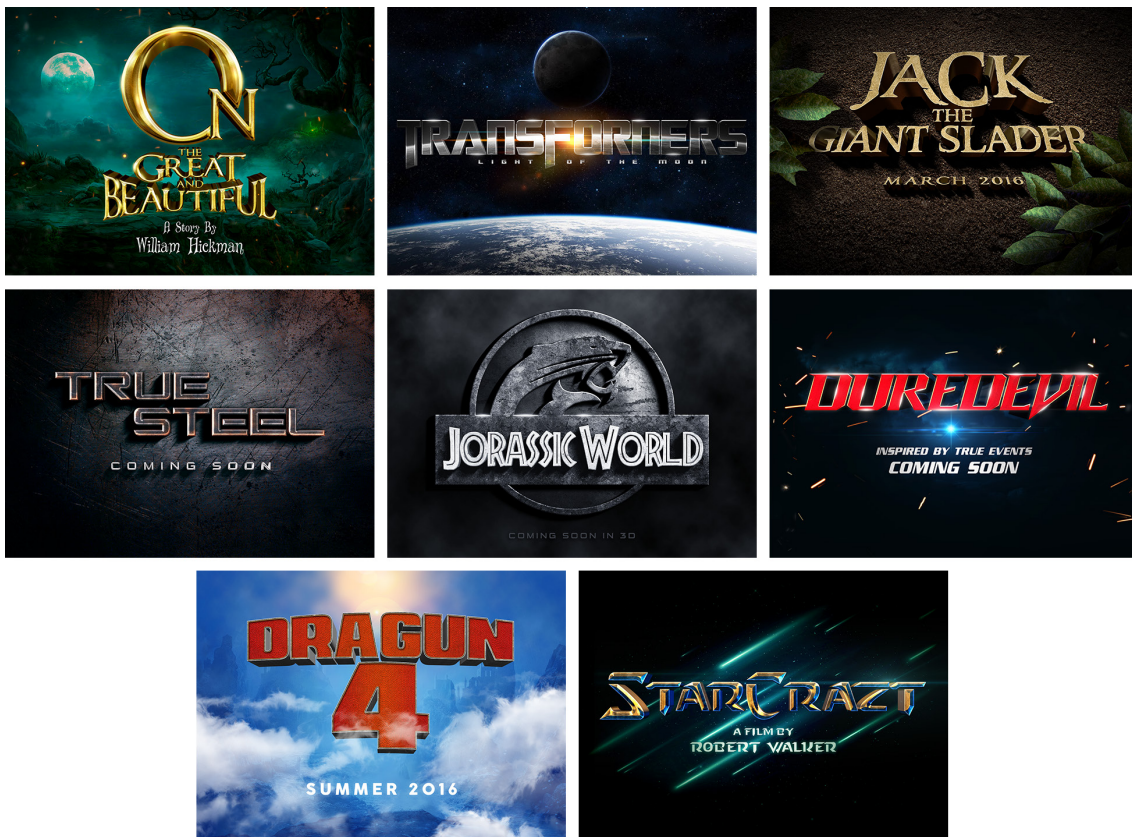 ON
THE
GREAT
AND
BEAUTIFUL
A Story By
William Hickman
TRANSFORNERS
LIGHT OF THE MOON
JACK
THE
GIANT SLADER
MARCH 2016
TRUE
STEEL
COMING SOON
JORASSIC WORLD
COMING SOON IN 3D
DUREDEVIL
INSPIRED BY TRUE EVENTS
COMING SOON
DRAGUN
4
SUMMER 2016
STARCRAZT
A FILM BY
ROBERT WALKER